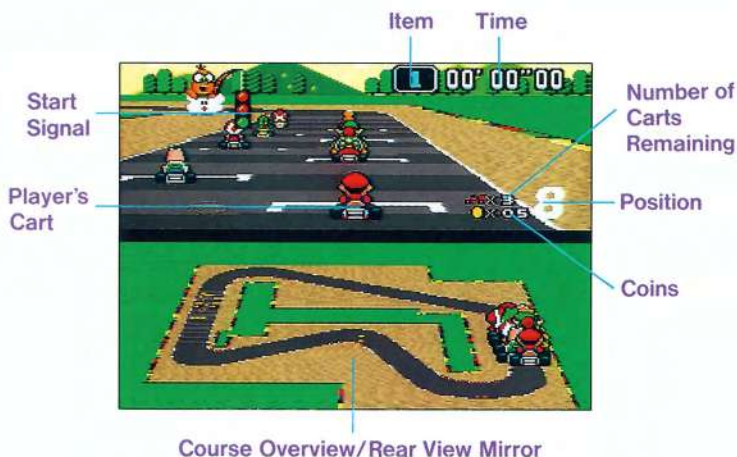 Item Time
1 00'00"00
Start
Signal
Number of
Carts
Remaining
Player's
Cart
×3 8
×05
Position
Coins
Course Overview/Rear View Mirror